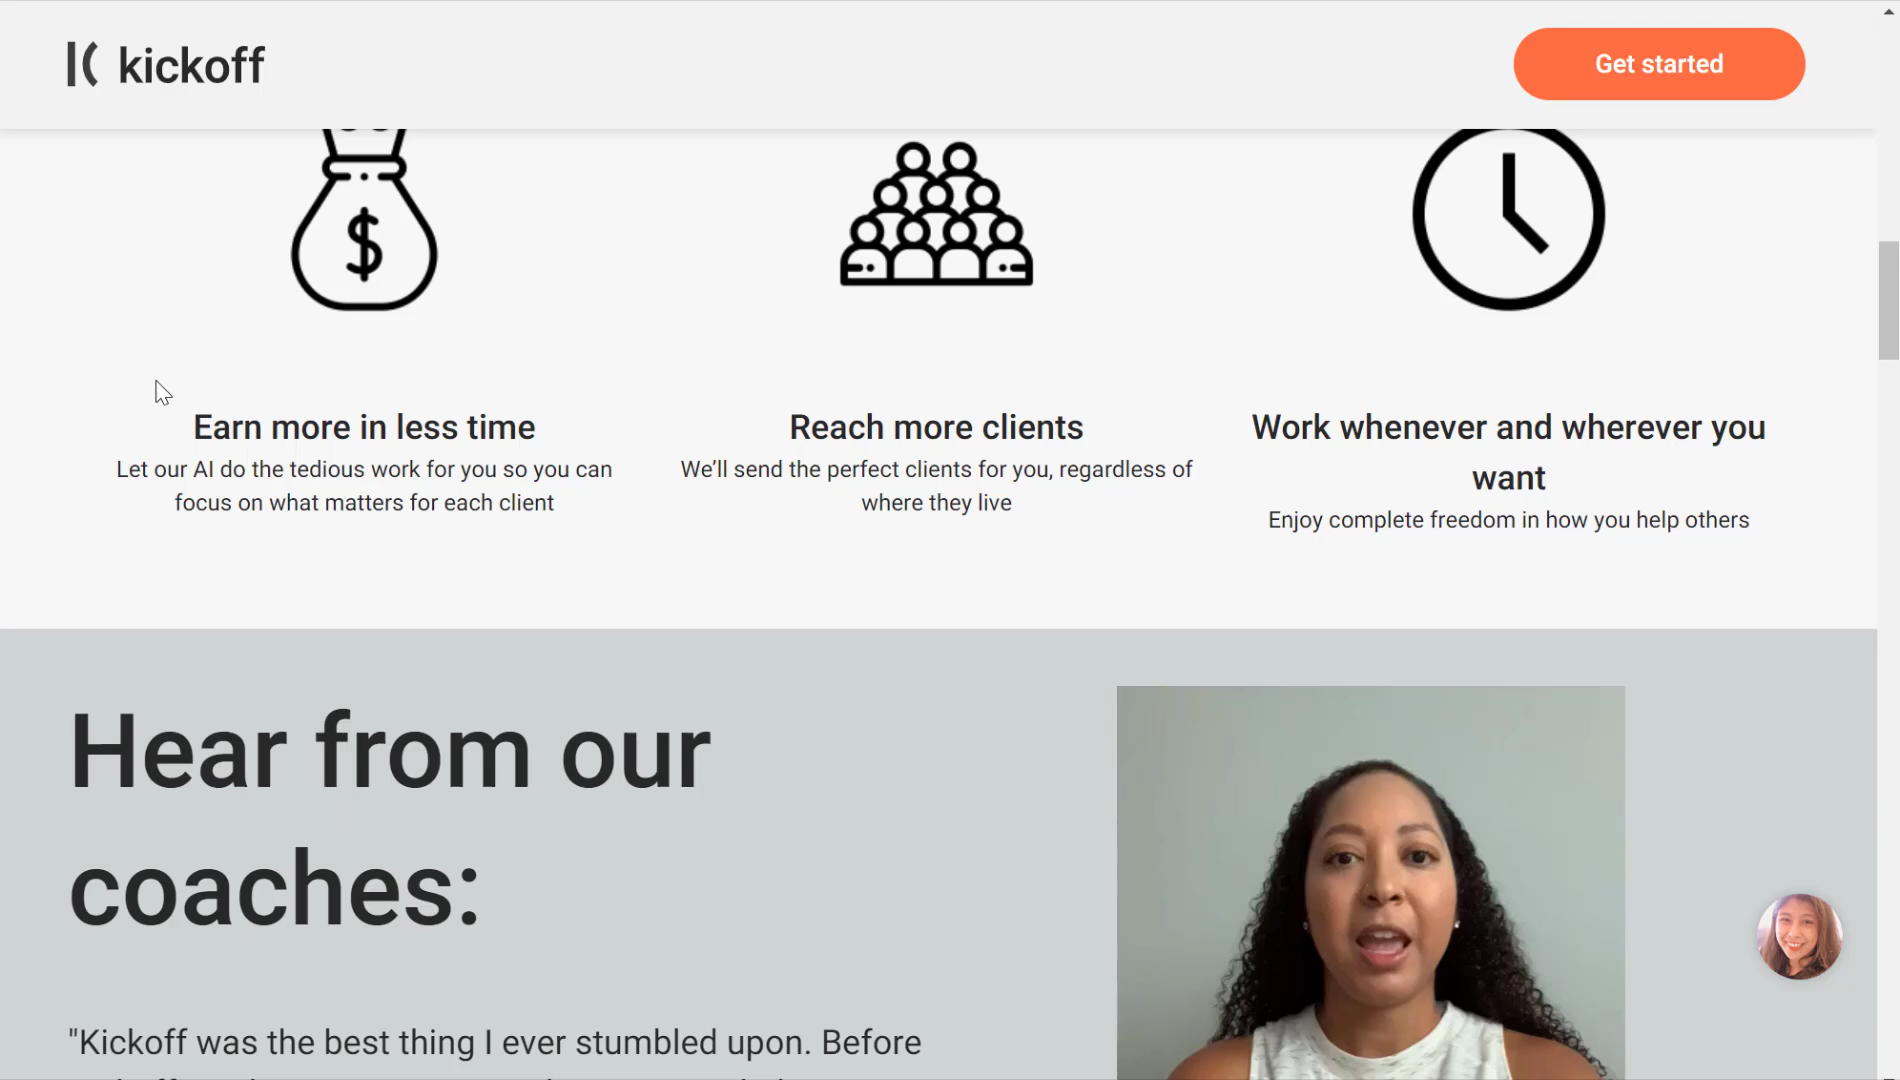 kickoff
Get started
$
Earn more in less time
Let our AI do the tedious work for you so you can
focus on what matters for each client
Reach more clients
We'll send the perfect clients for you, regardless of
where they live
Work whenever and wherever you
want
Enjoy complete freedom in how you help others
Hear from our
coaches:
"Kickoff was the best thing I ever stumbled upon. Before